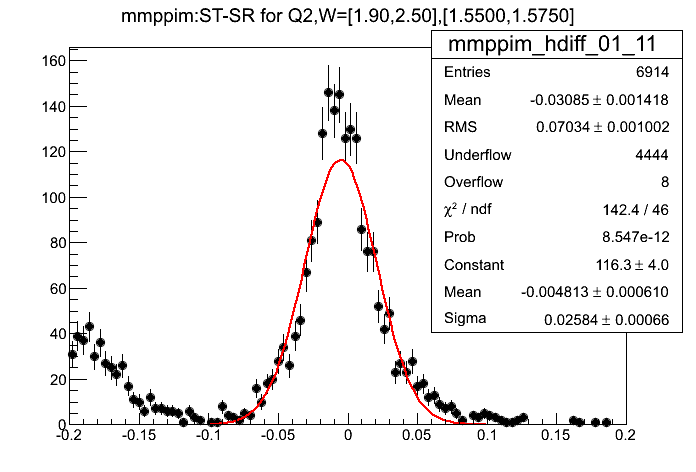 mmppim:ST-SR for Q2,W=[1.90,2.50],[1.5500,1.5750]
mmppim_hdiff_01_11
Entries 6914
Mean -0.03085 ± 0.001418
RMS 0.07034 ± 0.001002
Underflow 4444
Overflow 8
χ² / ndf 142.4 / 46
Prob 8.547e-12
Constant 116.3 ± 4.0
Mean -0.004813 ± 0.000610
Sigma 0.02584 ± 0.00066
160
140
120
100
80
60
40
20
0
-0.2 -0.15 -0.1 -0.05 0 0.05 0.1 0.15 0.2